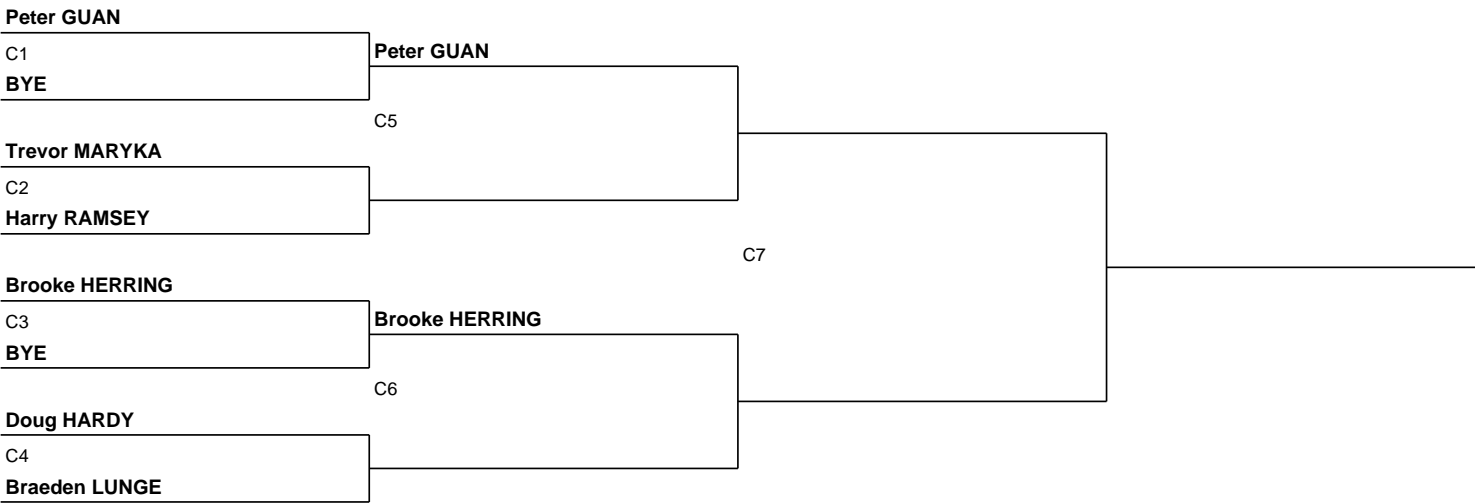 Peter GUAN
C1
Peter GUAN
BYE
C5
Trevor MARYKA
C2
Harry RAMSEY
C7
Brooke HERRING
C3
Brooke HERRING
BYE
C6
Doug HARDY
C4
Braeden LUNGE